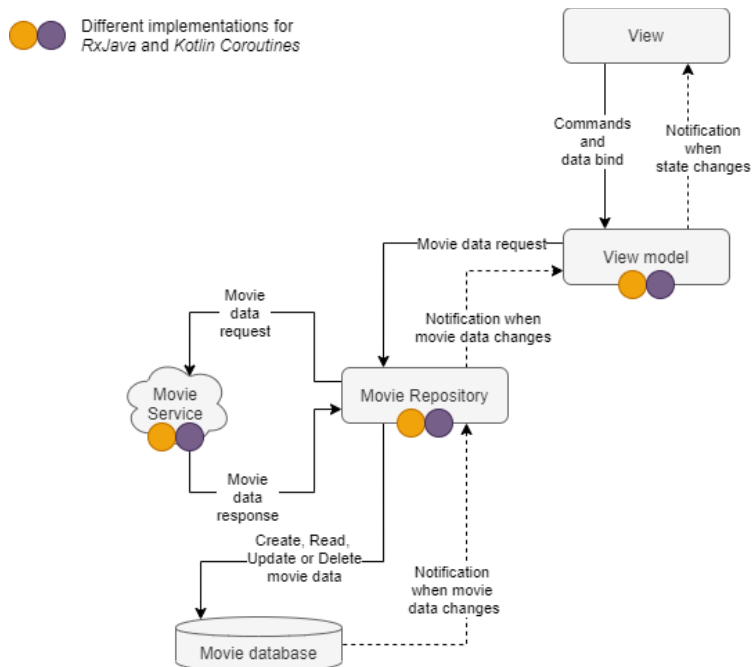 Different implementations for
RxJava and Kotlin Coroutines
View
Commands
and
data bind
Notification
when
state changes
Movie data request
View model
Movie
data
request
Notification when
movie data changes
Movie
Service
Movie Repository
Movie
data
response
Create, Read,
Update or Delete
movie data
Notification
when movie
data changes
Movie database